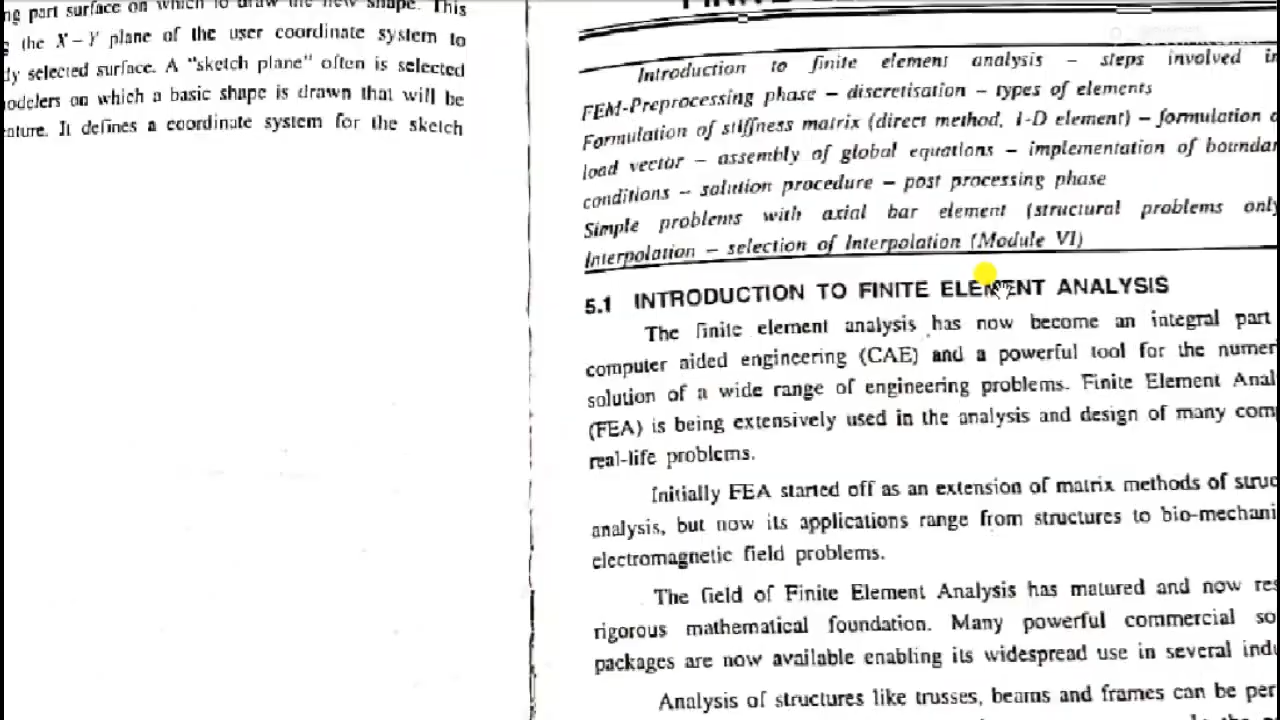 ng part surface on which to draw the new shape. This
the X – Y plane of the user coordinate system to
dy selected surface. A "sketch plane" often is selected
nodelers on which a basic shape is drawn that will be
eature. It defines a coordinate system for the sketch
Introduction to finite element analysis – steps involved in
FEM-Preprocessing phase – discretisation – types of elements
Formulation of stiffness matrix (direct method, 1-D element) – formulation o
load vector – assembly of global equations – implementation of boundar
conditions – solution procedure – post processing phase
Simple problems with axial bar element (structural problems only
Interpolation – selection of Interpolation (Module VI)
5.1 INTRODUCTION TO FINITE ELEMENT ANALYSIS
The finite element analysis has now become an integral part
computer aided engineering (CAE) and a powerful tool for the numer
solution of a wide range of engineering problems. Finite Element Anal
(FEA) is being extensively used in the analysis and design of many com
real-life problems.
Initially FEA started off as an extension of matrix methods of struc
analysis, but now its applications range from structures to bio-mechani
electromagnetic field problems.
The field of Finite Element Analysis has matured and now res
rigorous mathematical foundation. Many powerful commercial so
packages are now available enabling its widespread use in several indu
Analysis of structures like trusses, beams and frames can be per